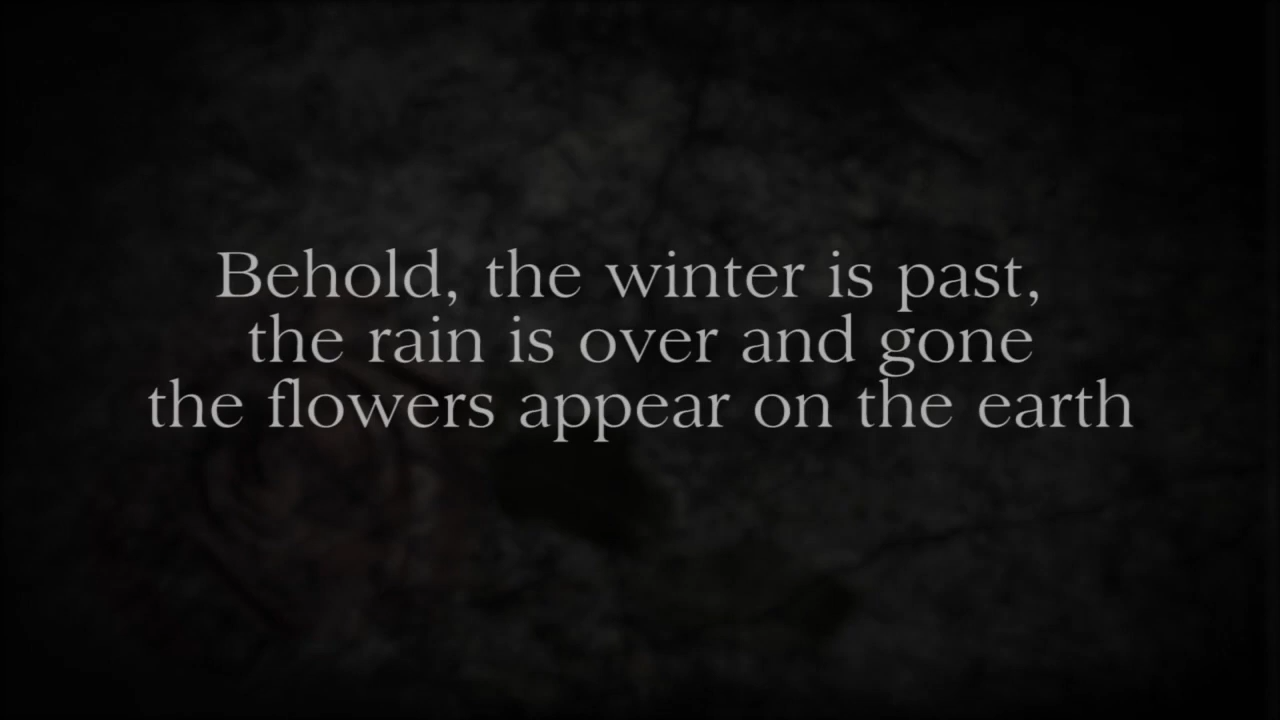 Behold, the winter is past,
the rain is over and gone
the flowers appear on the earth